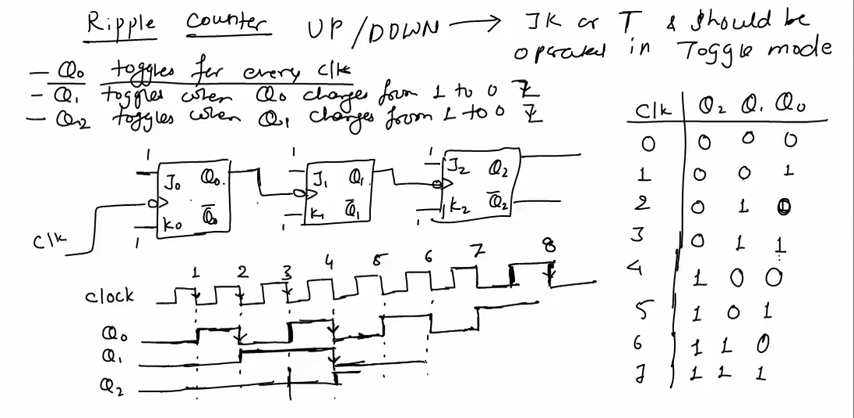 Ripple Counter UP/DOWN → JK or T & should be
operated in Toggle mode
- Q0 toggles for every clk
- Q1 toggles when Q0 changes from 1 to 0
- Q2 toggles when Q1 changes from 1 to 0
Clk Q2 Q1 Q0
0 0 0 0
1 0 0 1
2 0 1 0
3 0 1 1
4 1 0 0
5 1 0 1
6 1 1 0
7 1 1 1
1 1 1
J0 Q0 J1 Q1 J2 Q2
K0 Q̅0 K1 Q̅1 K2 Q̅2
1 1 1
Clk
1 2 3 4 5 6 7 8
Clock
Q0
Q1
Q2